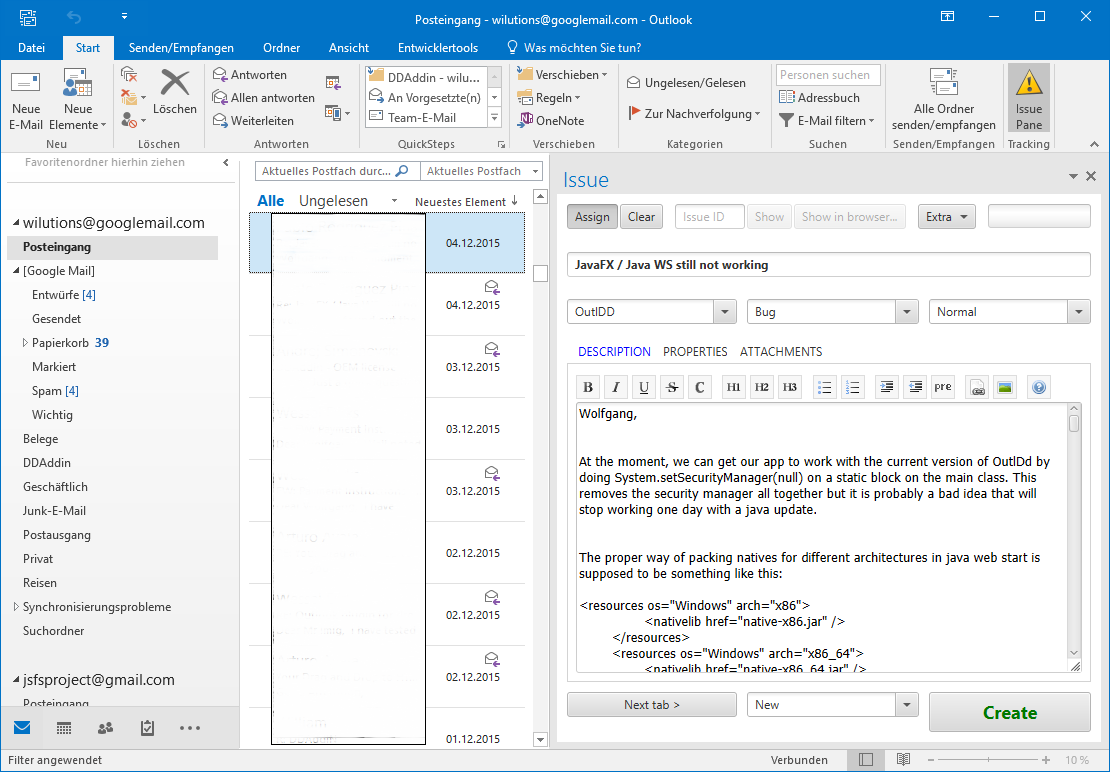 Posteingang - wilutions@googlemail.com - Outlook
Datei Start Senden/Empfangen Ordner Ansicht Entwicklertools Was möchten Sie tun?
Neue E-Mail
Neue Elemente
Löschen
Löschen
Neu
Antworten
Allen antworten
Weiterleiten
Antworten
DDAddin - wilu...
An Vorgesetzte(n)
Team-E-Mail
QuickSteps
Verschieben
Regeln
OneNote
Verschieben
Ungelesen/Gelesen
Zur Nachverfolgung
Kategorien
Personen suchen
Adressbuch
E-Mail filtern
Suchen
Alle Ordner
senden/empfangen
Senden/Empfangen
Issue
Pane
Tracking
Favoritenordner hierhin ziehen
wilutions@googlemail.com
Posteingang
[Google Mail]
Entwürfe [4]
Gesendet
Papierkorb 39
Markiert
Spam [4]
Wichtig
Belege
DDAddin
Geschäftlich
Junk-E-Mail
Postausgang
Privat
Reisen
Synchronisierungsprobleme
Suchordner
jsfsproject@gmail.com
Posteingang
Aktuelles Postfach durc... Aktuelles Postfach
Alle Ungelesen Neuestes Element
04.12.2015
04.12.2015
03.12.2015
03.12.2015
03.12.2015
02.12.2015
02.12.2015
02.12.2015
01.12.2015
Issue
Assign Clear Issue ID Show Show in browser... Extra
JavaFX / Java WS still not working
OutlDD Bug Normal
DESCRIPTION PROPERTIES ATTACHMENTS
B I U S C H1 H2 H3 pre
Wolfgang,
At the moment, we can get our app to work with the current version of OutlDd by
doing System.setSecurityManager(null) on a static block on the main class. This
removes the security manager all together but it is probably a bad idea that will
stop working one day with a java update.
The proper way of packing natives for different architectures in java web start is
supposed to be something like this:
<resources os="Windows" arch="x86">
<nativelib href="native-x86.jar" />
</resources>
<resources os="Windows" arch="x86_64">
<nativelib href="native-x86_64.jar" />
Next tab > New Create
Filter angewendet
Verbunden 10 %